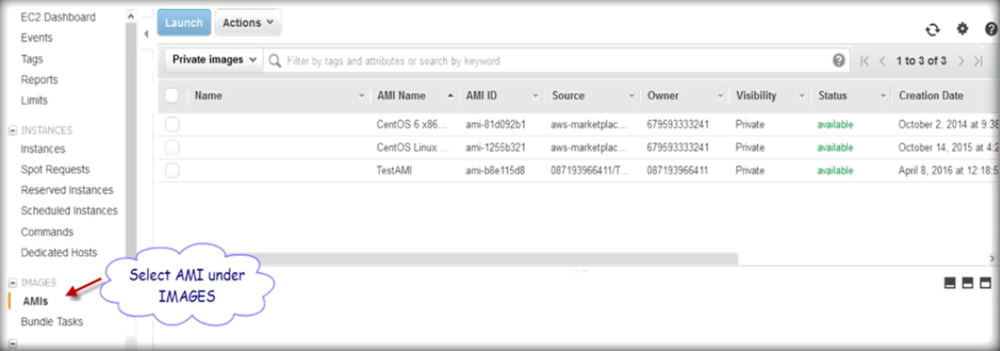 EC2 Dashboard
Events
Tags
Reports
Limits
INSTANCES
Instances
Spot Requests
Reserved Instances
Scheduled Instances
Commands
Dedicated Hosts
IMAGES
AMIs
Bundle Tasks
Select AMI under
IMAGES
Launch Actions
Private images Filter by tags and attributes or search by keyword 1 to 3 of 3
Name AMI Name AMI ID Source Owner Visibility Status Creation Date
CentOS 6 x86... ami-81d092b1 aws-marketplac... 679593333241 Private available October 2, 2014 at 9:38
CentOS Linux ... ami-1255b321 aws-marketplac... 679593333241 Private available October 14, 2015 at 4:2
TestAMI ami-b8e115d8 087193966411/T... 087193966411 Private available April 8, 2016 at 12:18:5